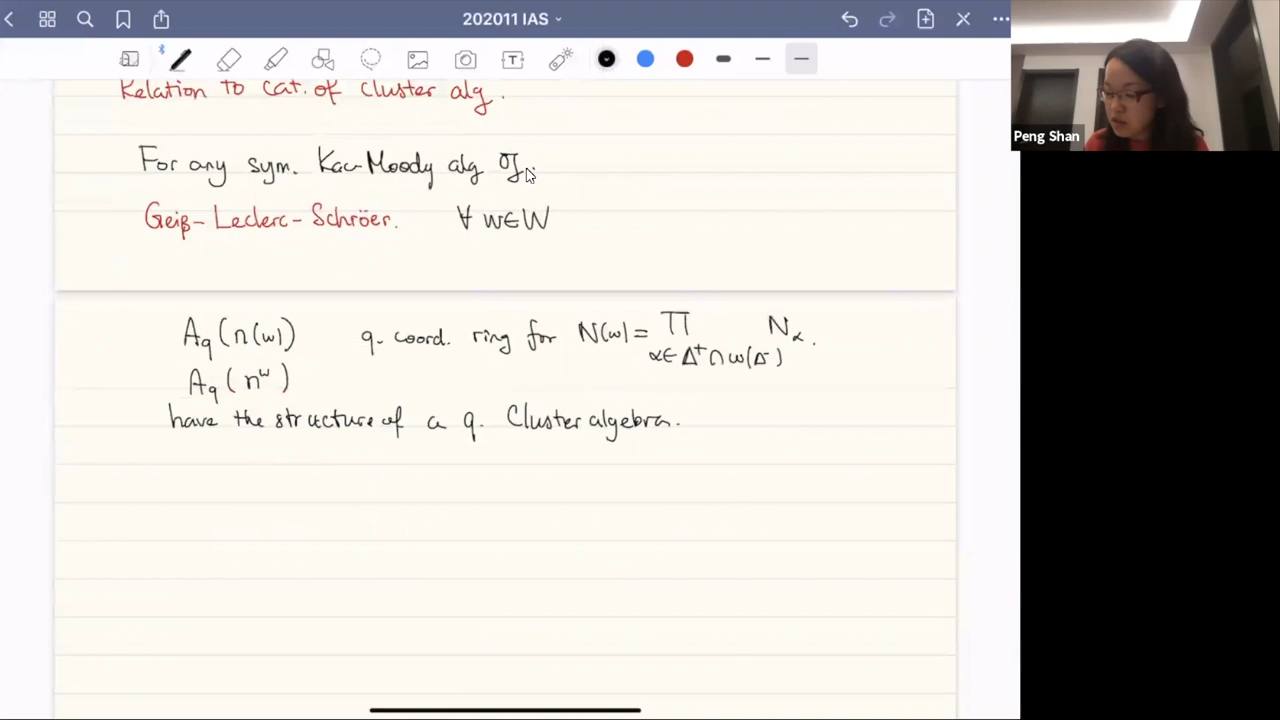 202011 IAS
Peng Shan
Relation to Cat. of Cluster alg.
For any sym. Kac-Moody alg 𝔤.
Geiß-Leclerc-Schröer. ∀ w∈W
A_q(n(w)) q. coord. ring for N(w) = ∏_{α∈Δ⁺∩w(Δ⁻)} N_α.
A_q(n^w)
have the structure of a q. Cluster algebra.